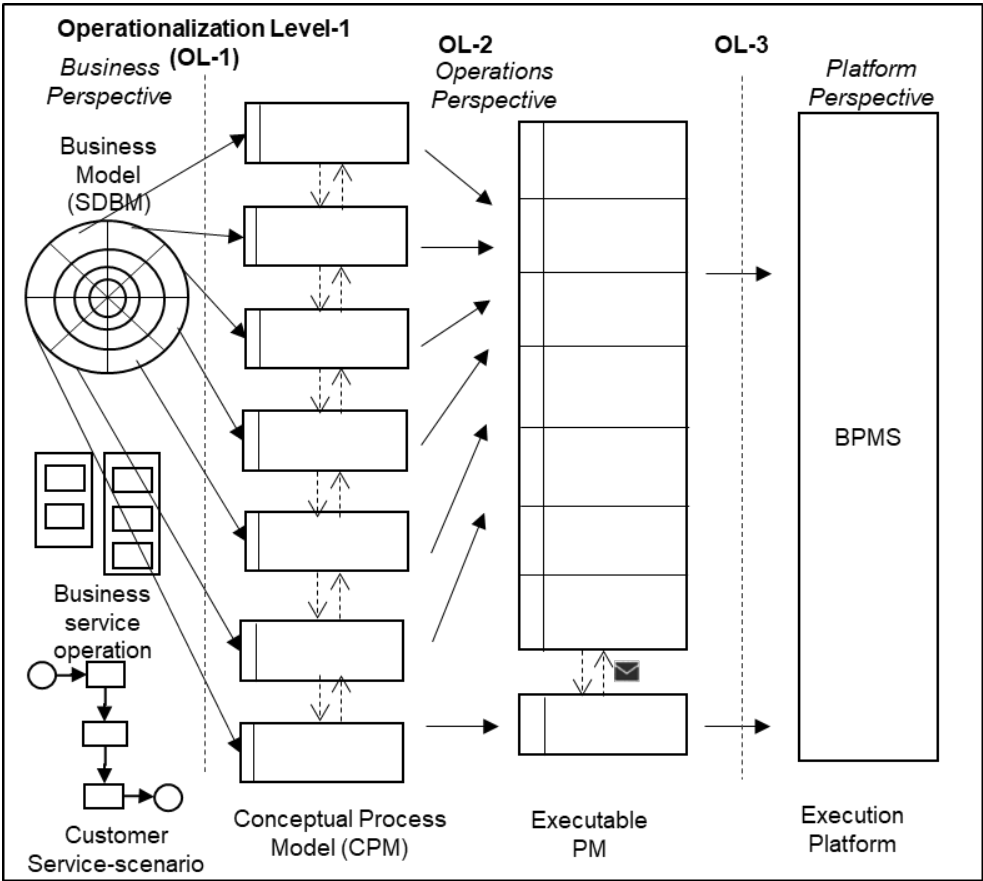 Operationalization Level-1
(OL-1)
Business
Perspective
OL-2
Operations
Perspective
OL-3
Platform
Perspective
Business
Model
(SDBM)
BPMS
Business
service
operation
Customer
Service-scenario
Conceptual Process
Model (CPM)
Executable
PM
Execution
Platform